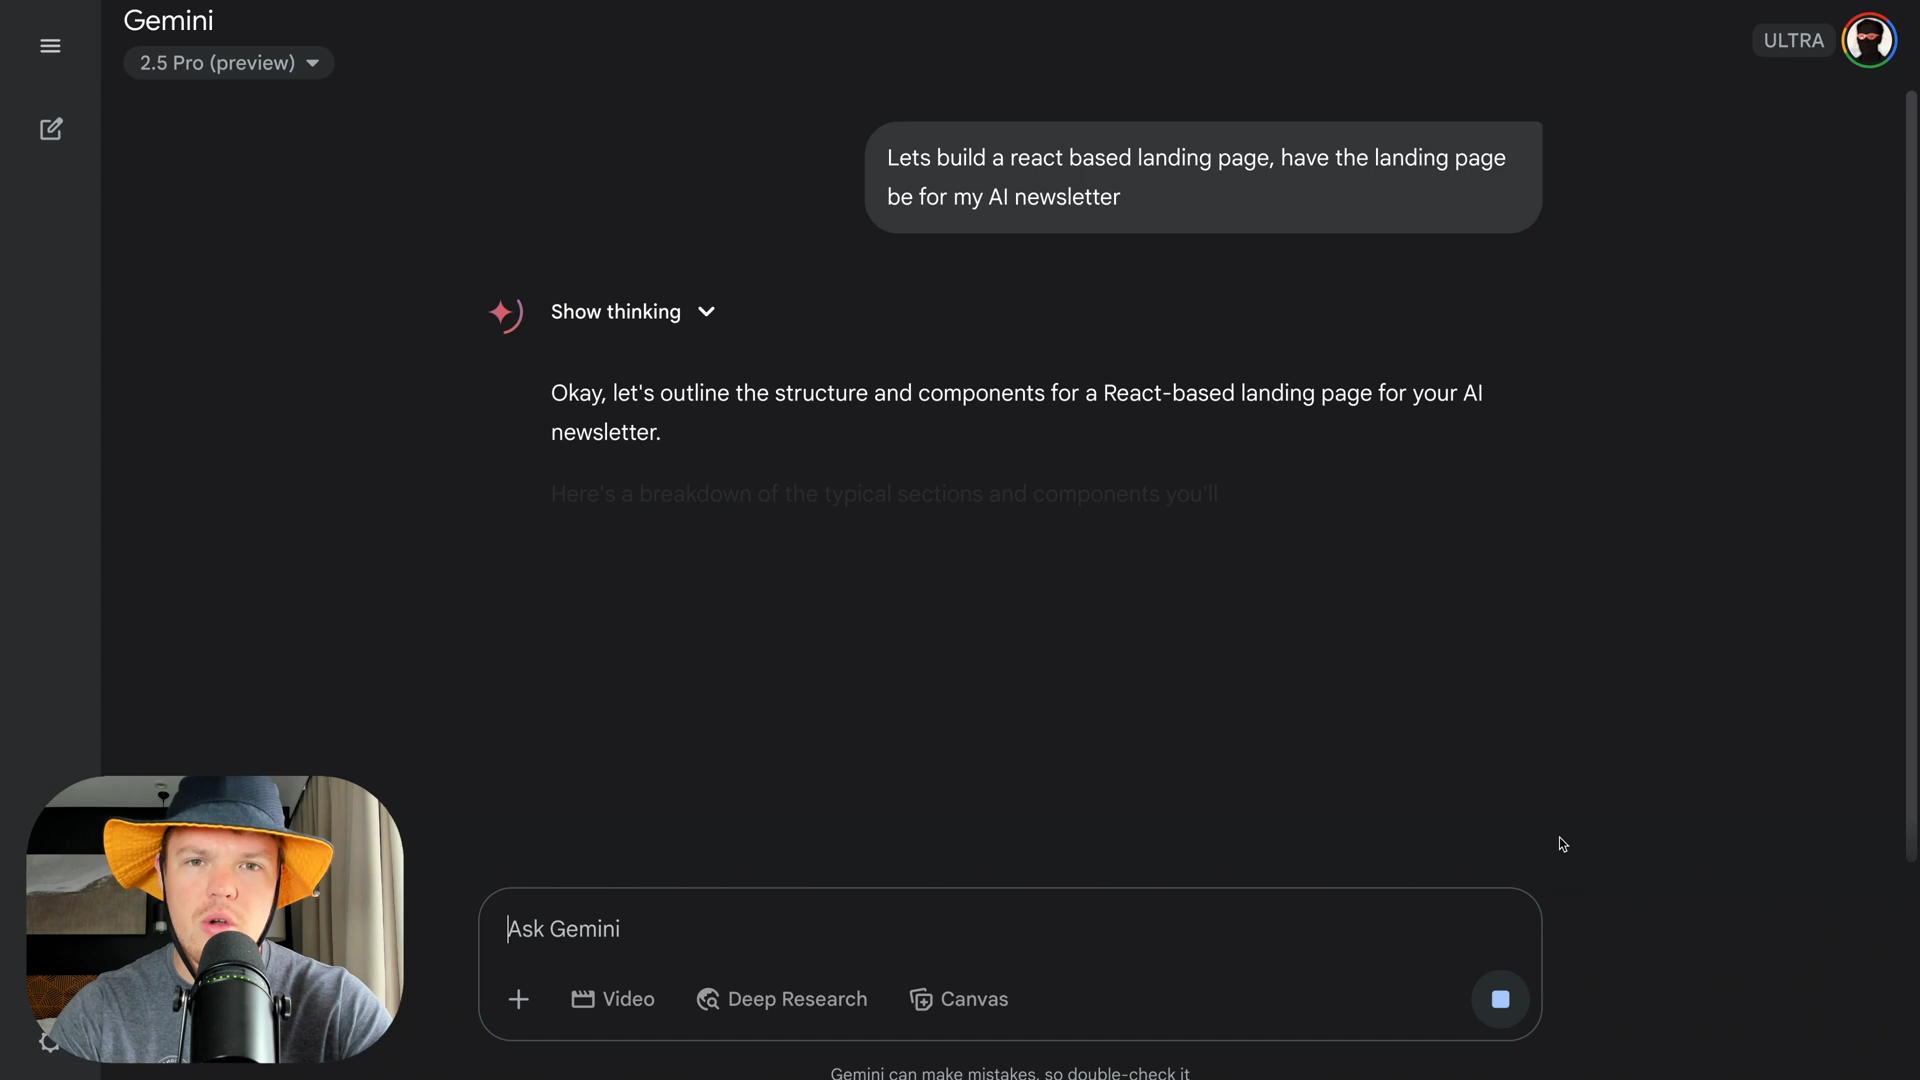 Gemini
2.5 Pro (preview)
ULTRA
Lets build a react based landing page, have the landing page
be for my AI newsletter
Show thinking
Okay, let's outline the structure and components for a React-based landing page for your AI
newsletter.
Here's a breakdown of the typical sections and components you'll
Ask Gemini
Video
Deep Research
Canvas
Gemini can make mistakes, so double-check it